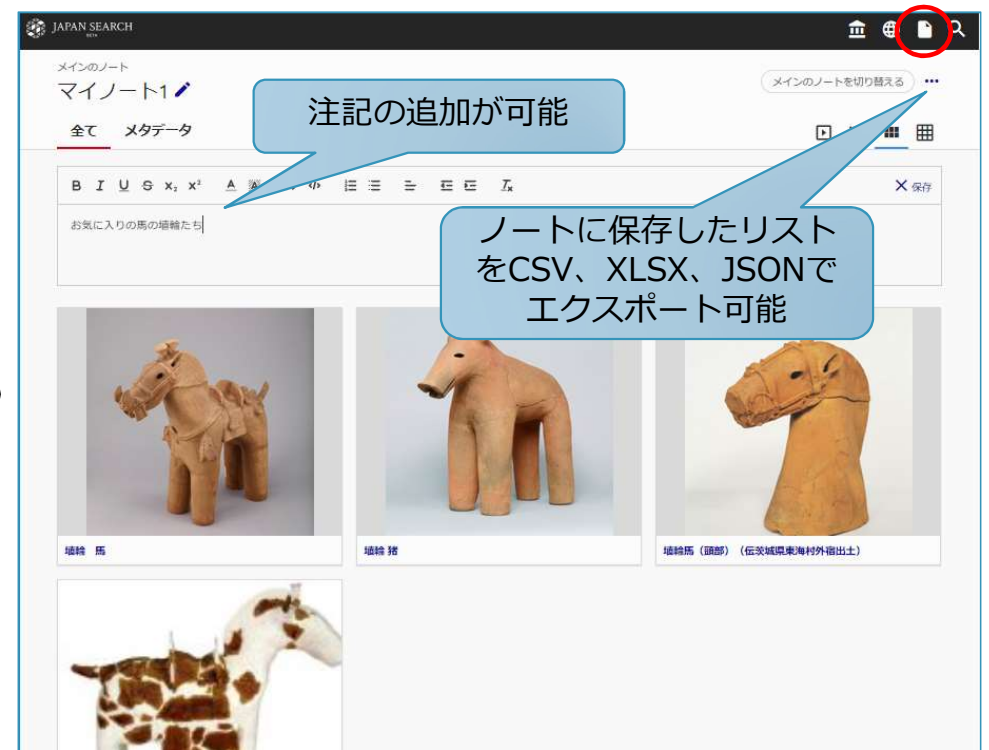 JAPAN SEARCH
BETA
メインのノート
マイノート1
メインのノートを切り替える
全て メタデータ
注記の追加が可能
B I U S X₂ X² A A </> Tx
保存
お気に入りの馬の埴輪たち
ノートに保存したリスト
をCSV、XLSX、JSONで
エクスポート可能
埴輪 馬
埴輪 猪
埴輪馬（頭部）（伝茨城県東海村外宿出土）